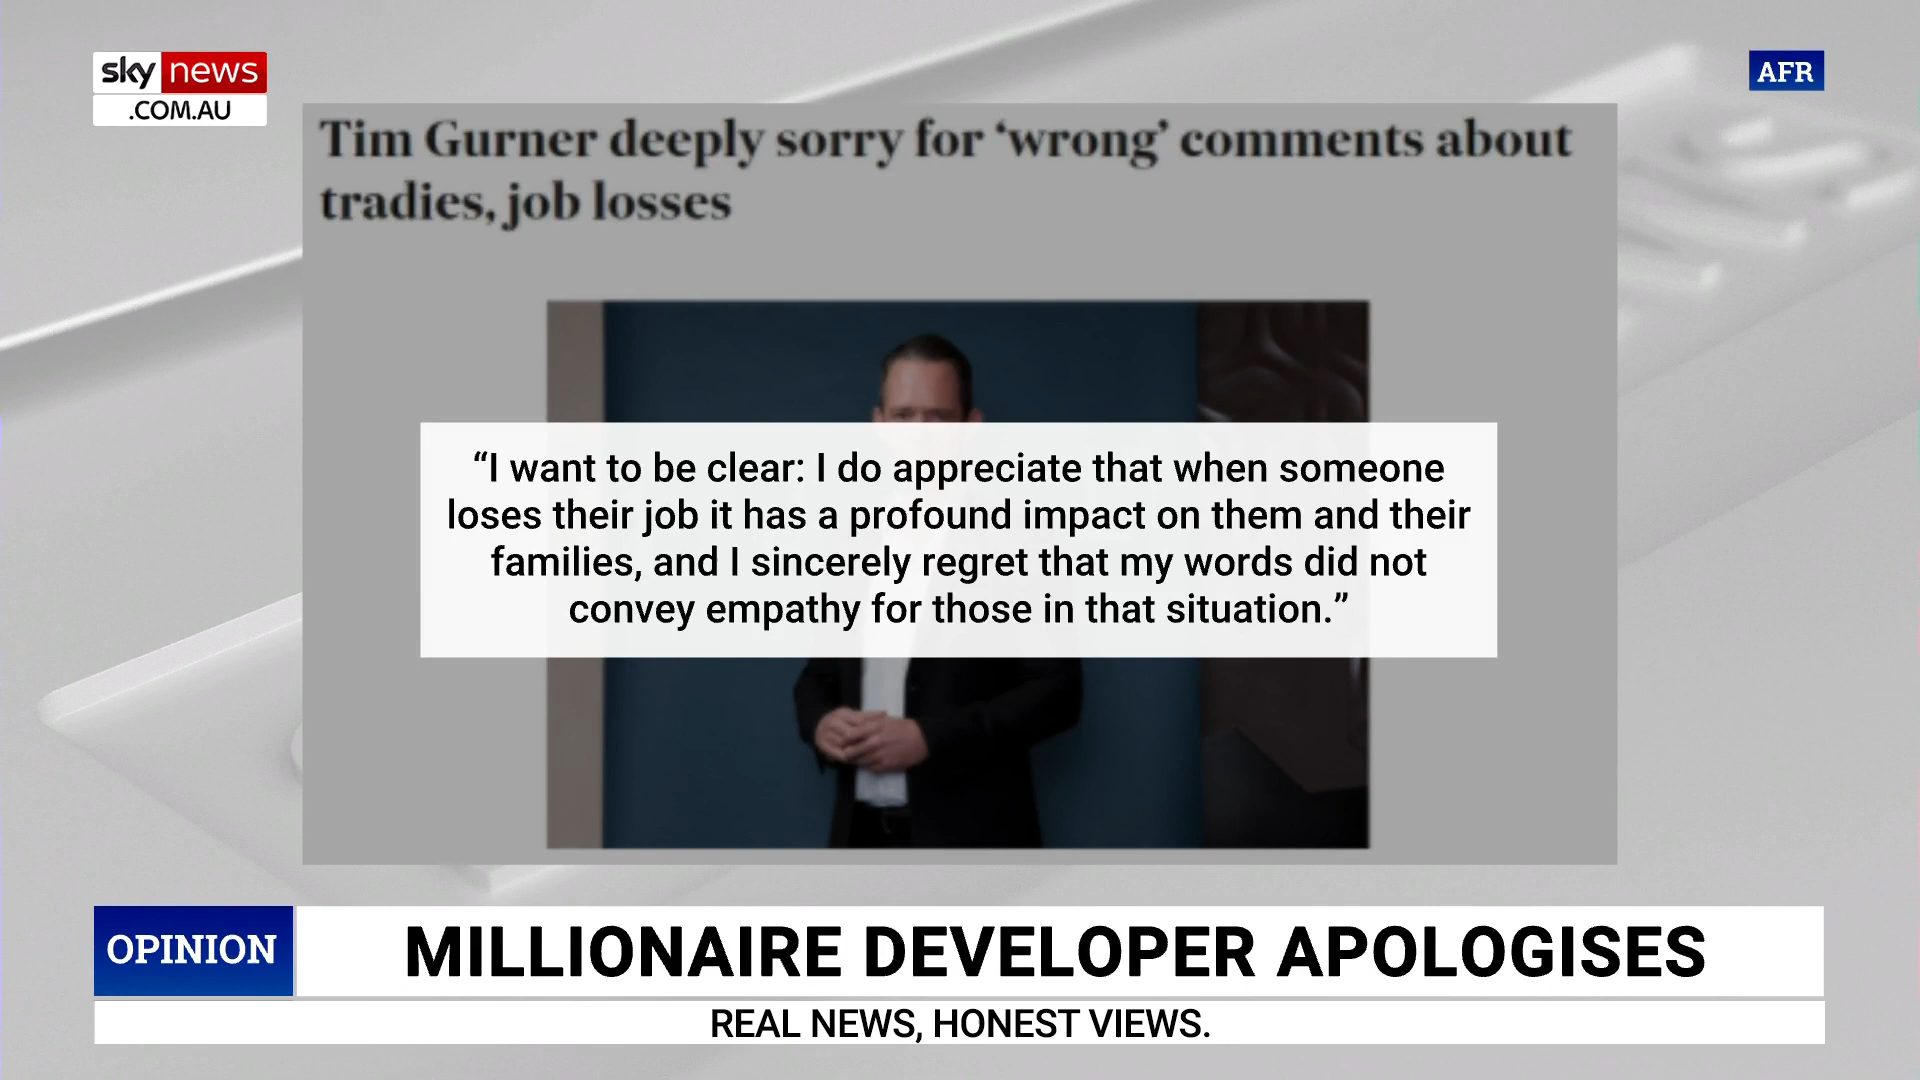 sky news
.COM.AU
AFR
Tim Gurner deeply sorry for ‘wrong’ comments about
tradies, job losses
“I want to be clear: I do appreciate that when someone
loses their job it has a profound impact on them and their
families, and I sincerely regret that my words did not
convey empathy for those in that situation.”
OPINION
MILLIONAIRE DEVELOPER APOLOGISES
REAL NEWS, HONEST VIEWS.